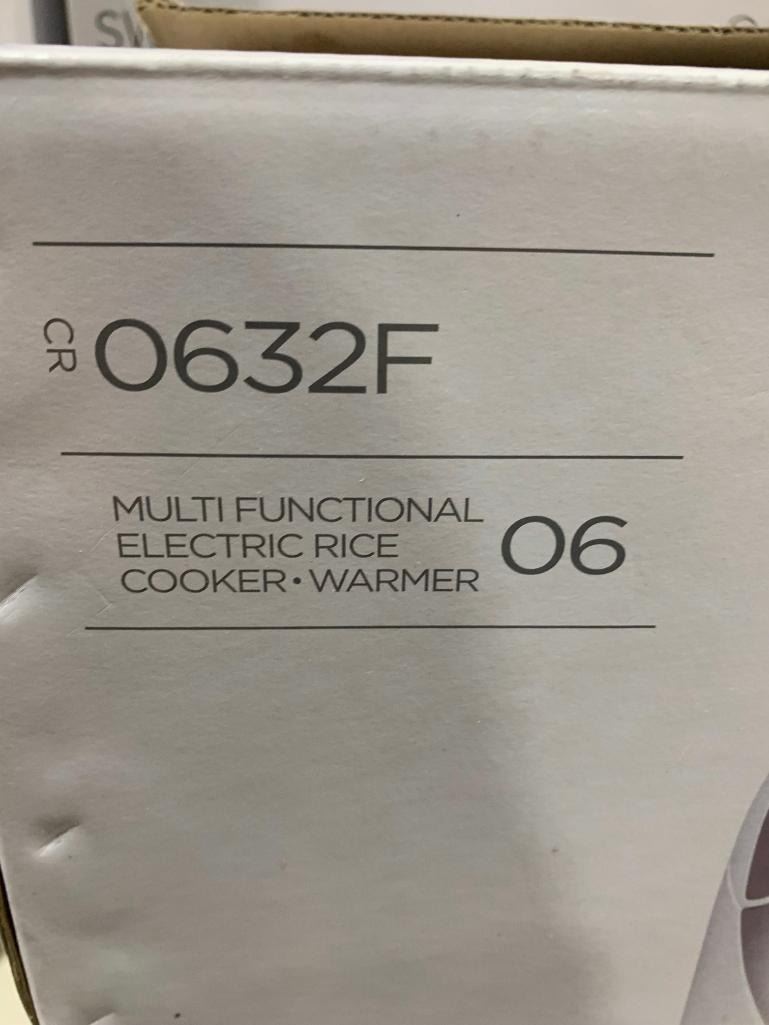 CR 0632F
MULTI FUNCTIONAL
ELECTRIC RICE
COOKER • WARMER
06